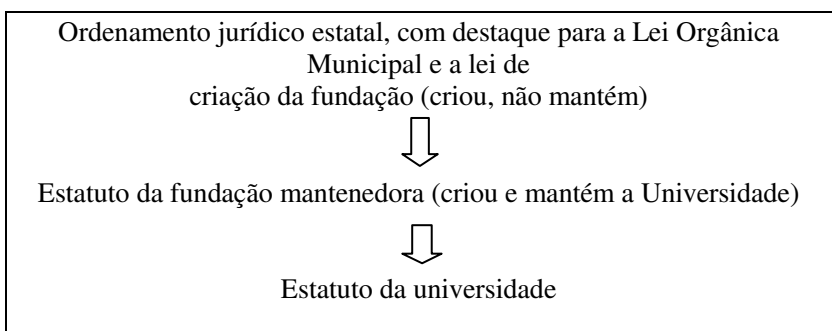 Ordenamento jurídico estatal, com destaque para a Lei Orgânica
Municipal e a lei de
criação da fundação (criou, não mantém)
Estatuto da fundação mantenedora (criou e mantém a Universidade)
Estatuto da universidade